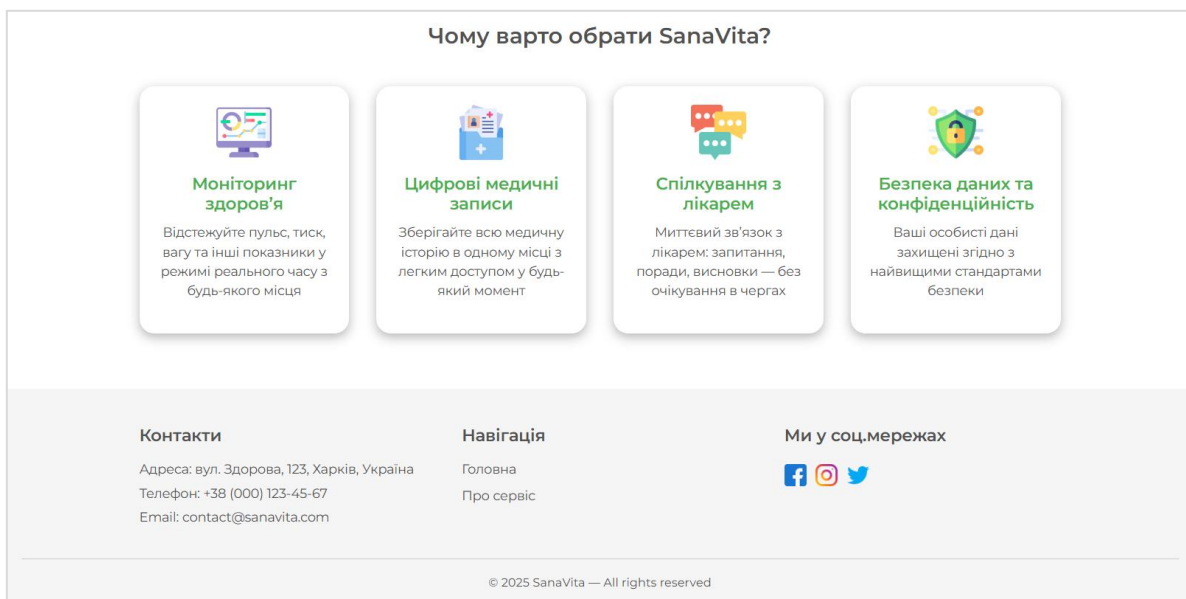 Чому варто обрати SanaVita?
Моніторинг
здоров’я
Відстежуйте пульс, тиск,
вагу та інші показники у
режимі реального часу з
будь-якого місця
Цифрові медичні
записи
Зберігайте всю медичну
історію в одному місці з
легким доступом у будь-
який момент
Спілкування з
лікарем
Миттєвий зв’язок з
лікарем: запитання,
поради, висновки — без
очікування в чергах
Безпека даних та
конфіденційність
Ваші особисті дані
захищені згідно з
найвищими стандартами
безпеки
Контакти
Адреса: вул. Здорова, 123, Харків, Україна
Телефон: +38 (000) 123-45-67
Email: contact@sanavita.com
Навігація
Головна
Про сервіс
Ми у соц.мережах
© 2025 SanaVita — All rights reserved